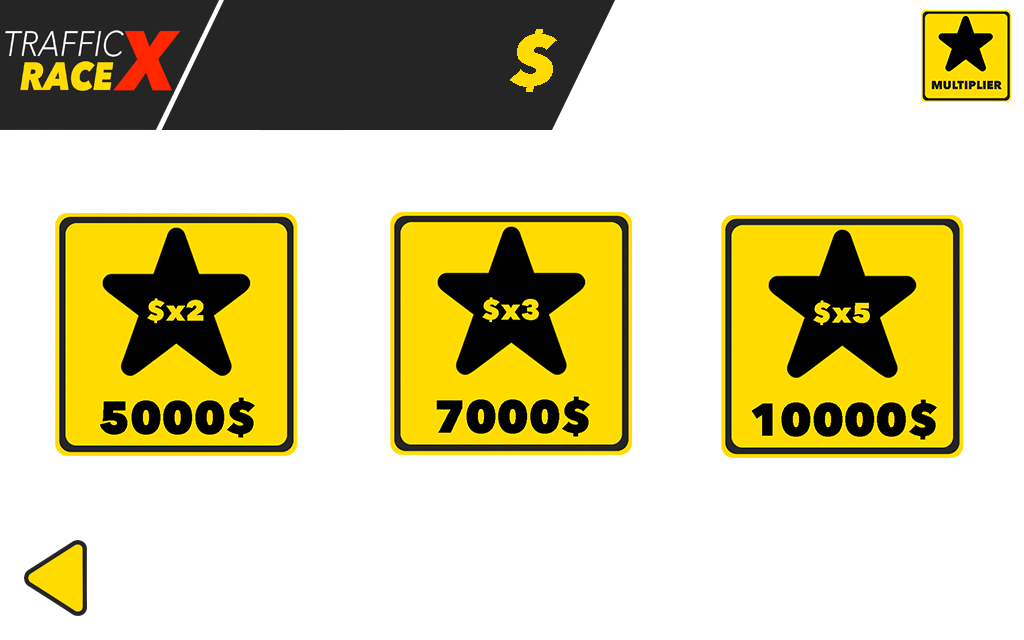 TRAFFIC
RACE X
$
MULTIPLIER
$x2
5000$
$x3
7000$
$x5
10000$